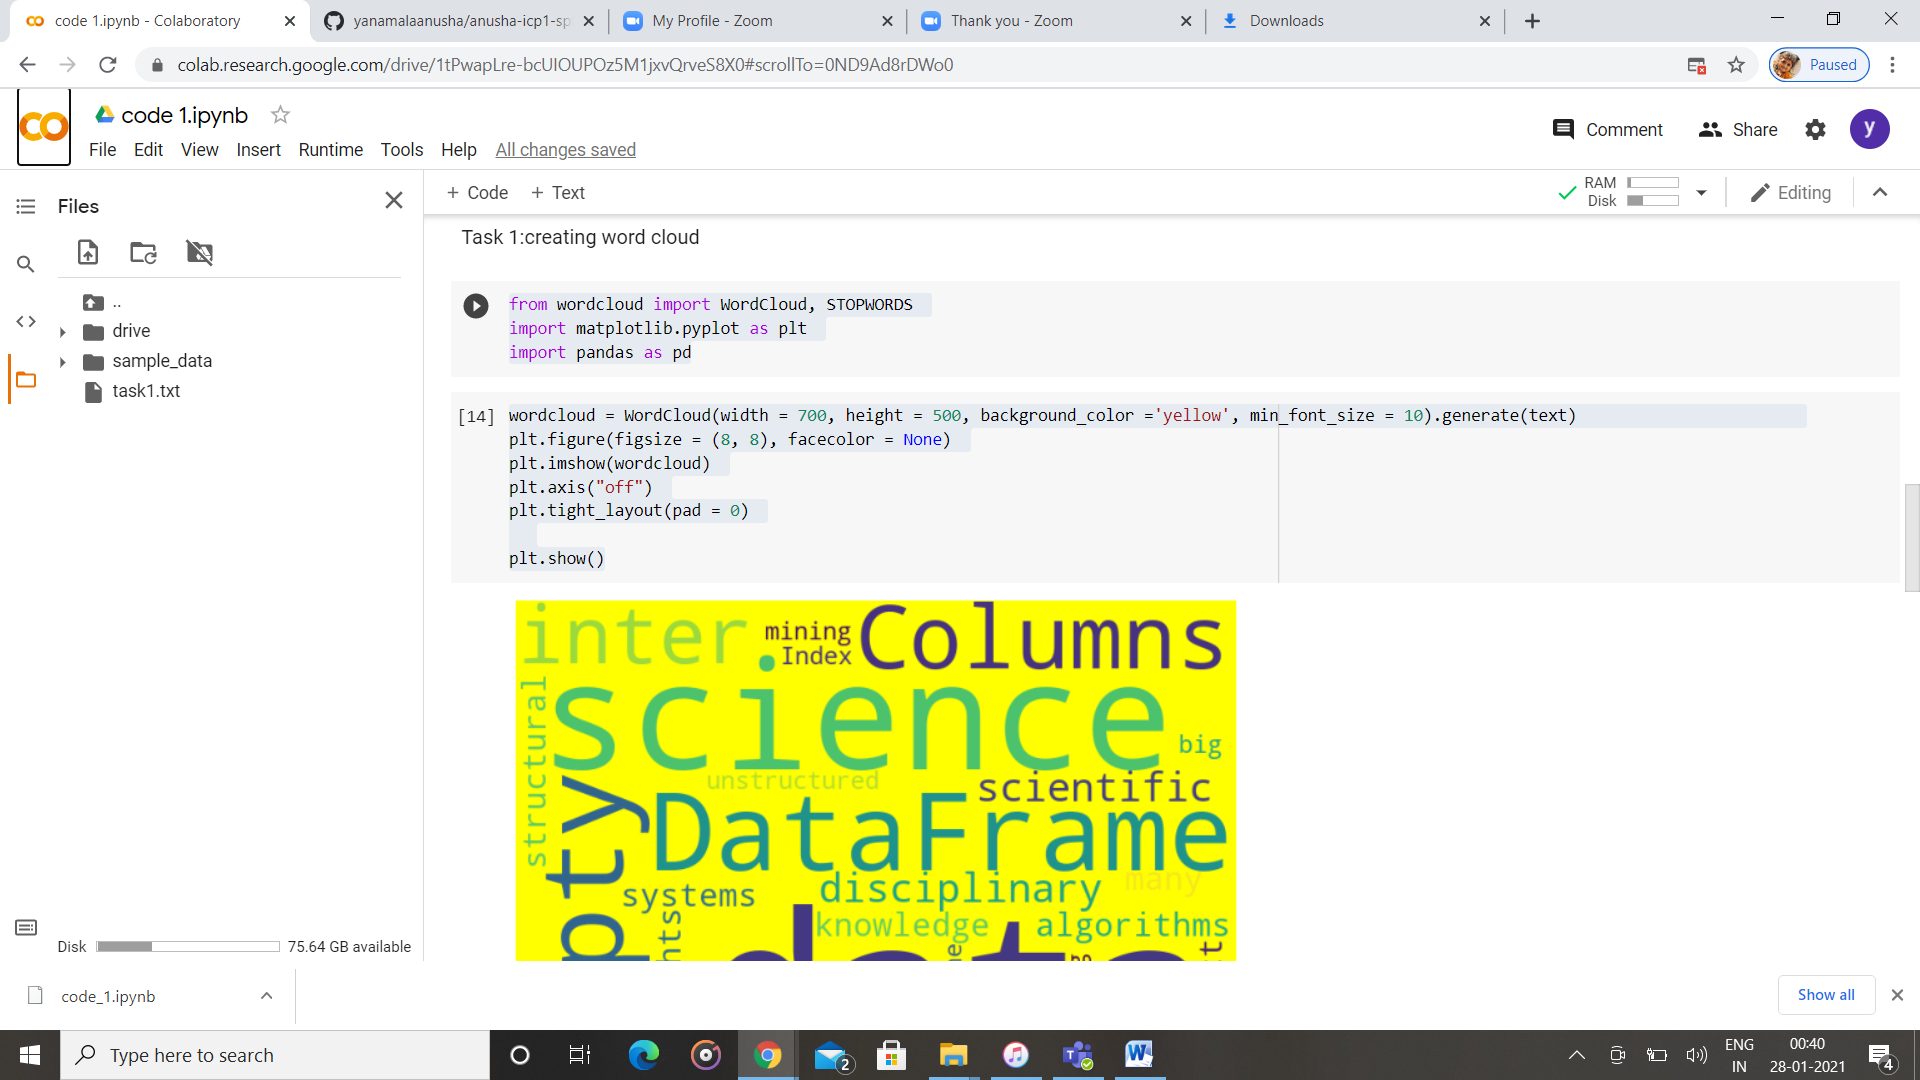 code 1.ipynb - Colaboratory
yanamalaanusha/anusha-icp1-sp
My Profile - Zoom
Thank you - Zoom
Downloads
colab.research.google.com/drive/1tPwapLre-bcUIOUPOz5M1jxvQrveS8X0#scrollTo=0ND9Ad8rDWo0
Paused
code 1.ipynb
Comment
Share
y
File Edit View Insert Runtime Tools Help All changes saved
Files
+ Code + Text
RAM
Disk
Editing
..
drive
sample_data
task1.txt
Disk
75.64 GB available
Task 1:creating word cloud
from wordcloud import WordCloud, STOPWORDS
import matplotlib.pyplot as plt
import pandas as pd
[14]
wordcloud = WordCloud(width = 700, height = 500, background_color ='yellow', min_font_size = 10).generate(text)
plt.figure(figsize = (8, 8), facecolor = None)
plt.imshow(wordcloud)
plt.axis("off")
plt.tight_layout(pad = 0)
plt.show()
inter
mining
Index
Columns
science
structural
big
unstructured
scientific
pty
DataFrame
systems
disciplinary
many
knowledge
algorithms
hts
data
code_1.ipynb
Show all
Type here to search
2
ENG
IN
00:40
28-01-2021
4